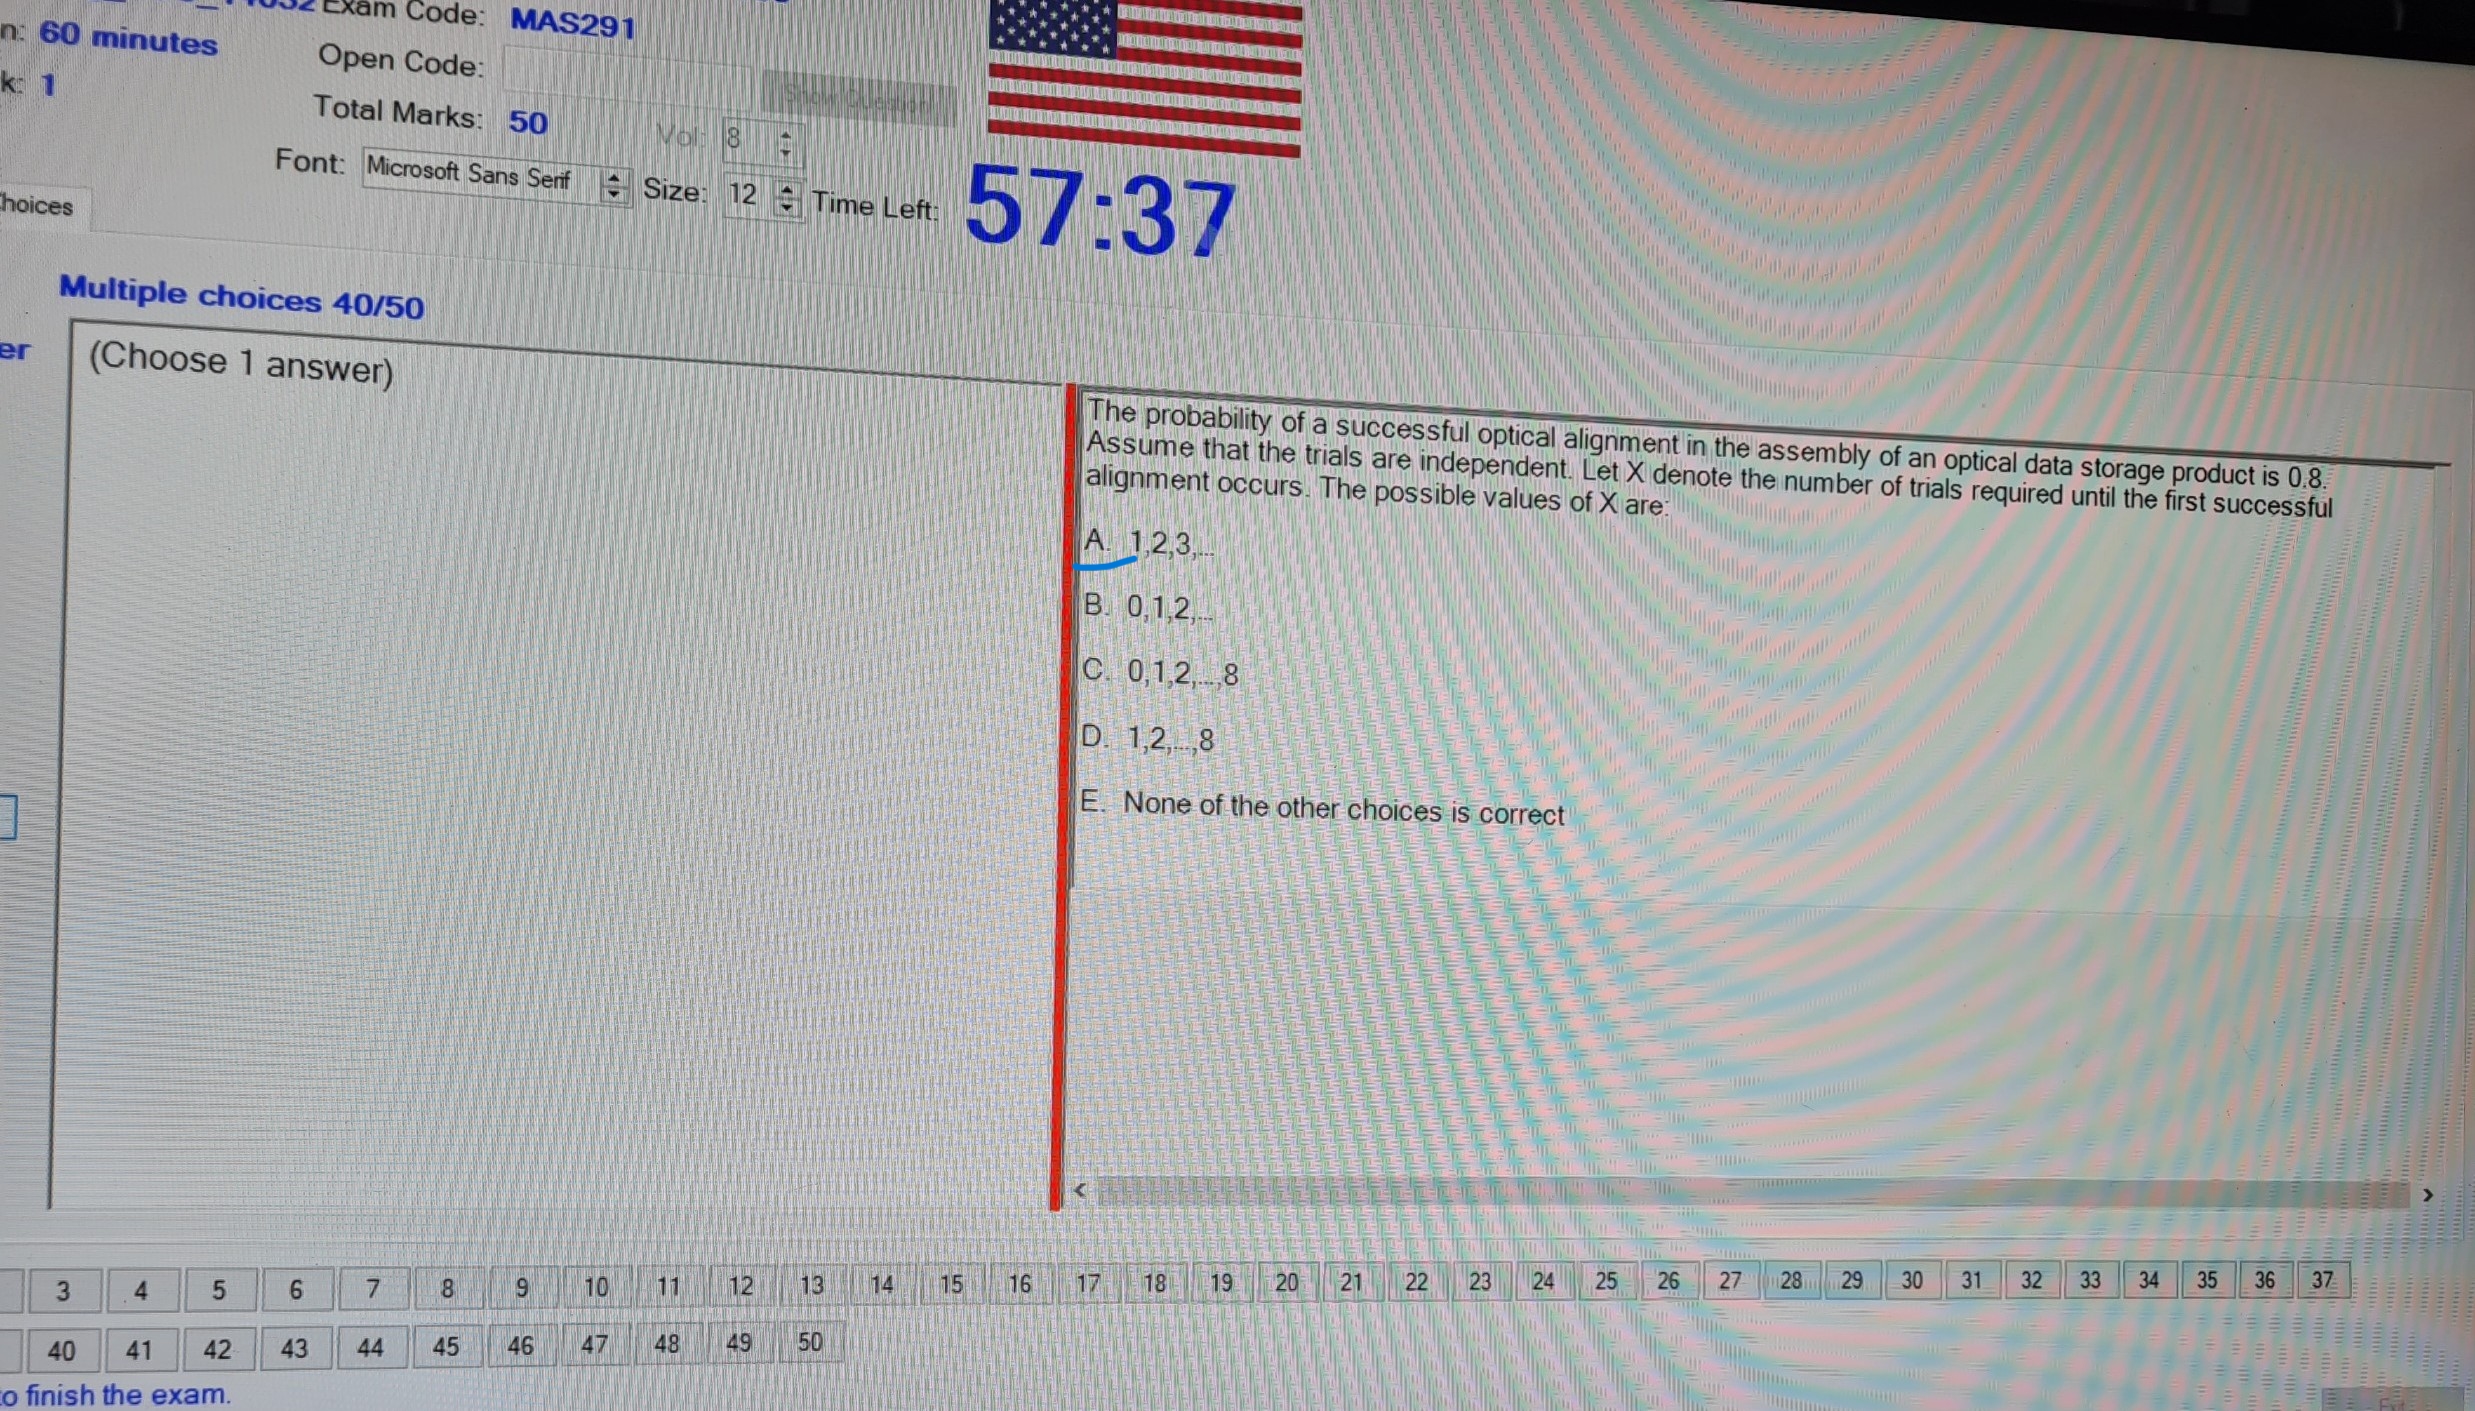 Exam Code: MAS291
n: 60 minutes
Open Code:
k: 1
Show Question
Total Marks: 50
Vol: 8
Font: Microsoft Sans Serif Size: 12 Time Left: 57:37
hoices
Multiple choices 40/50
er
(Choose 1 answer)
The probability of a successful optical alignment in the assembly of an optical data storage product is 0.8.
Assume that the trials are independent. Let X denote the number of trials required until the first successful
alignment occurs. The possible values of X are:
A. 1,2,3,...
B. 0,1,2,...
C. 0,1,2,...,8
D. 1,2,...,8
E. None of the other choices is correct
3 4 5 6 7 8 9 10 11 12 13 14 15 16 17 18 19 20 21 22 23 24 25 26 27 28 29 30 31 32 33 34 35 36 37
40 41 42 43 44 45 46 47 48 49 50
to finish the exam.